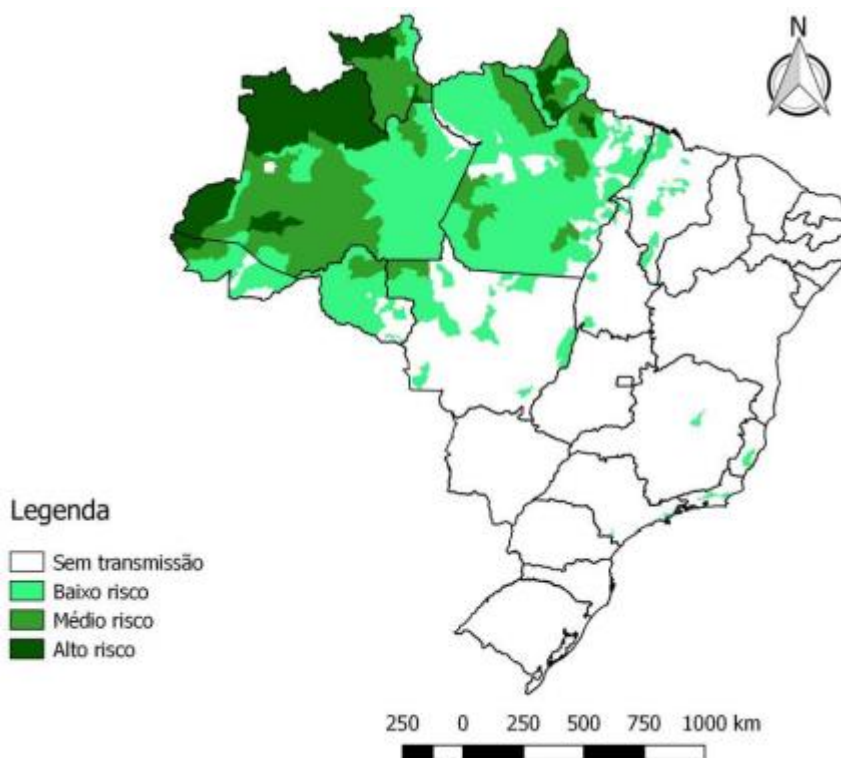 N
Legenda
Sem transmissão
Baixo risco
Médio risco
Alto risco
250 0 250 500 750 1000 km